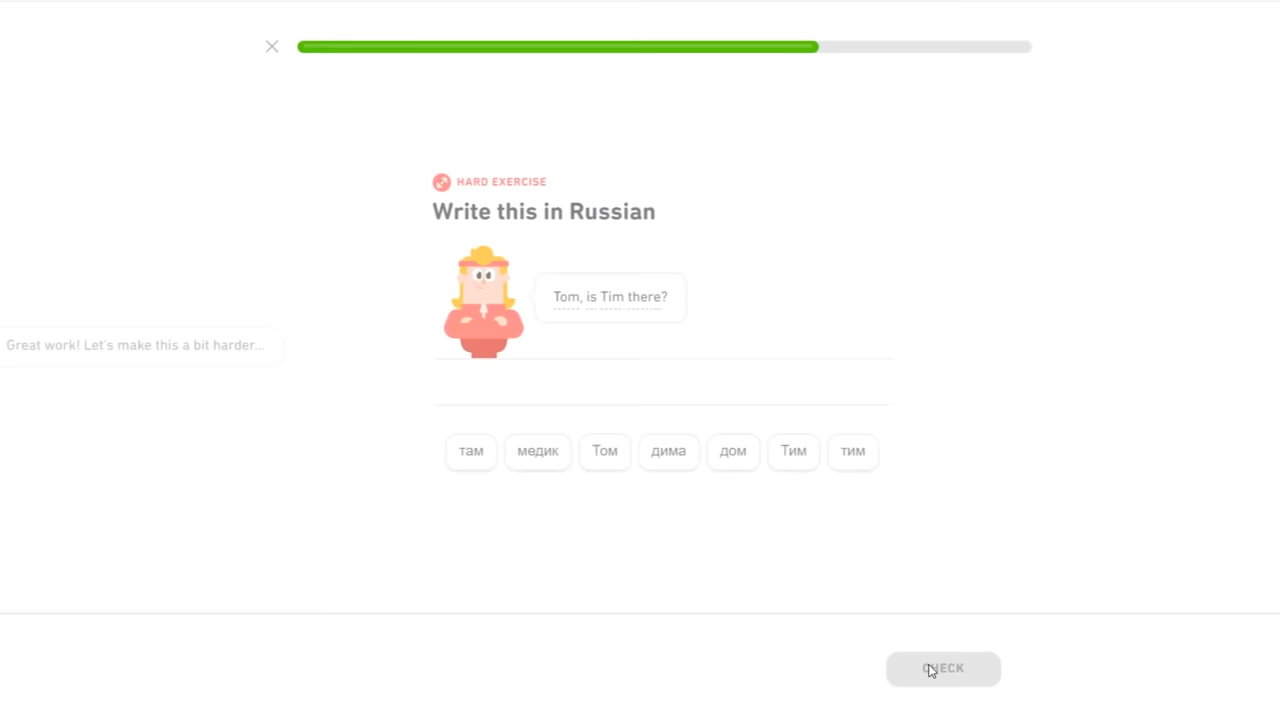 HARD EXERCISE
Write this in Russian
Tom, is Tim there?
Great work! Let's make this a bit harder...
там медик Том дима дом Тим тим
CHECK